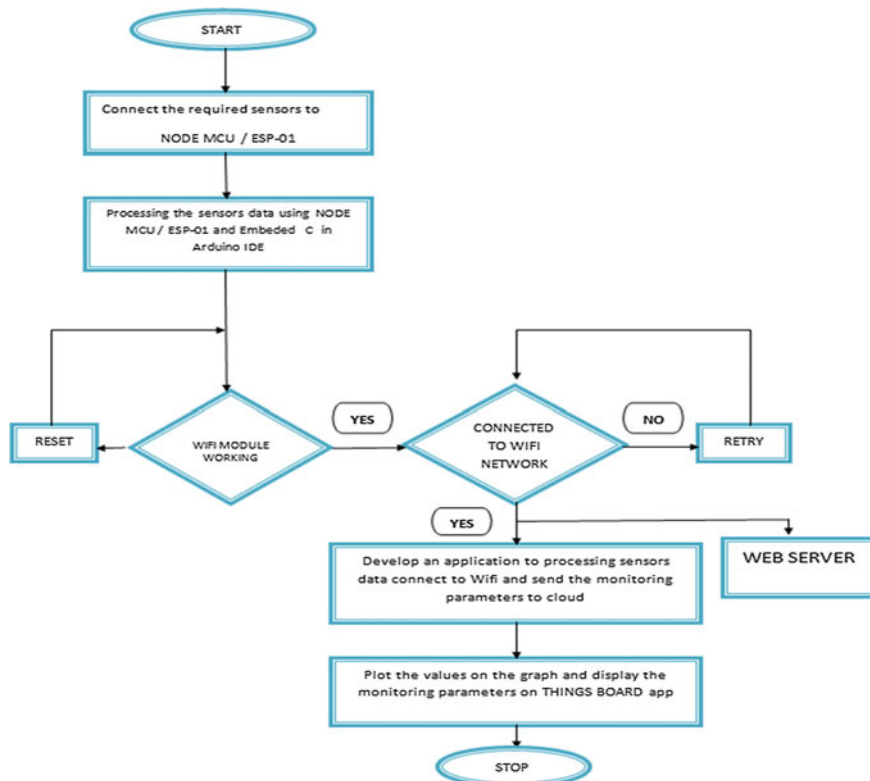 START
Connect the required sensors to
NODE MCU / ESP-01
Processing the sensors data using NODE
MCU / ESP-01 and Embeded C in
Arduino IDE
RESET
WIFI MODULE
WORKING
YES
CONNECTED
TO WIFI
NETWORK
NO
RETRY
YES
WEB SERVER
Develop an application to processing sensors
data connect to Wifi and send the monitoring
parameters to cloud
Plot the values on the graph and display the
monitoring parameters on THINGS BOARD app
STOP